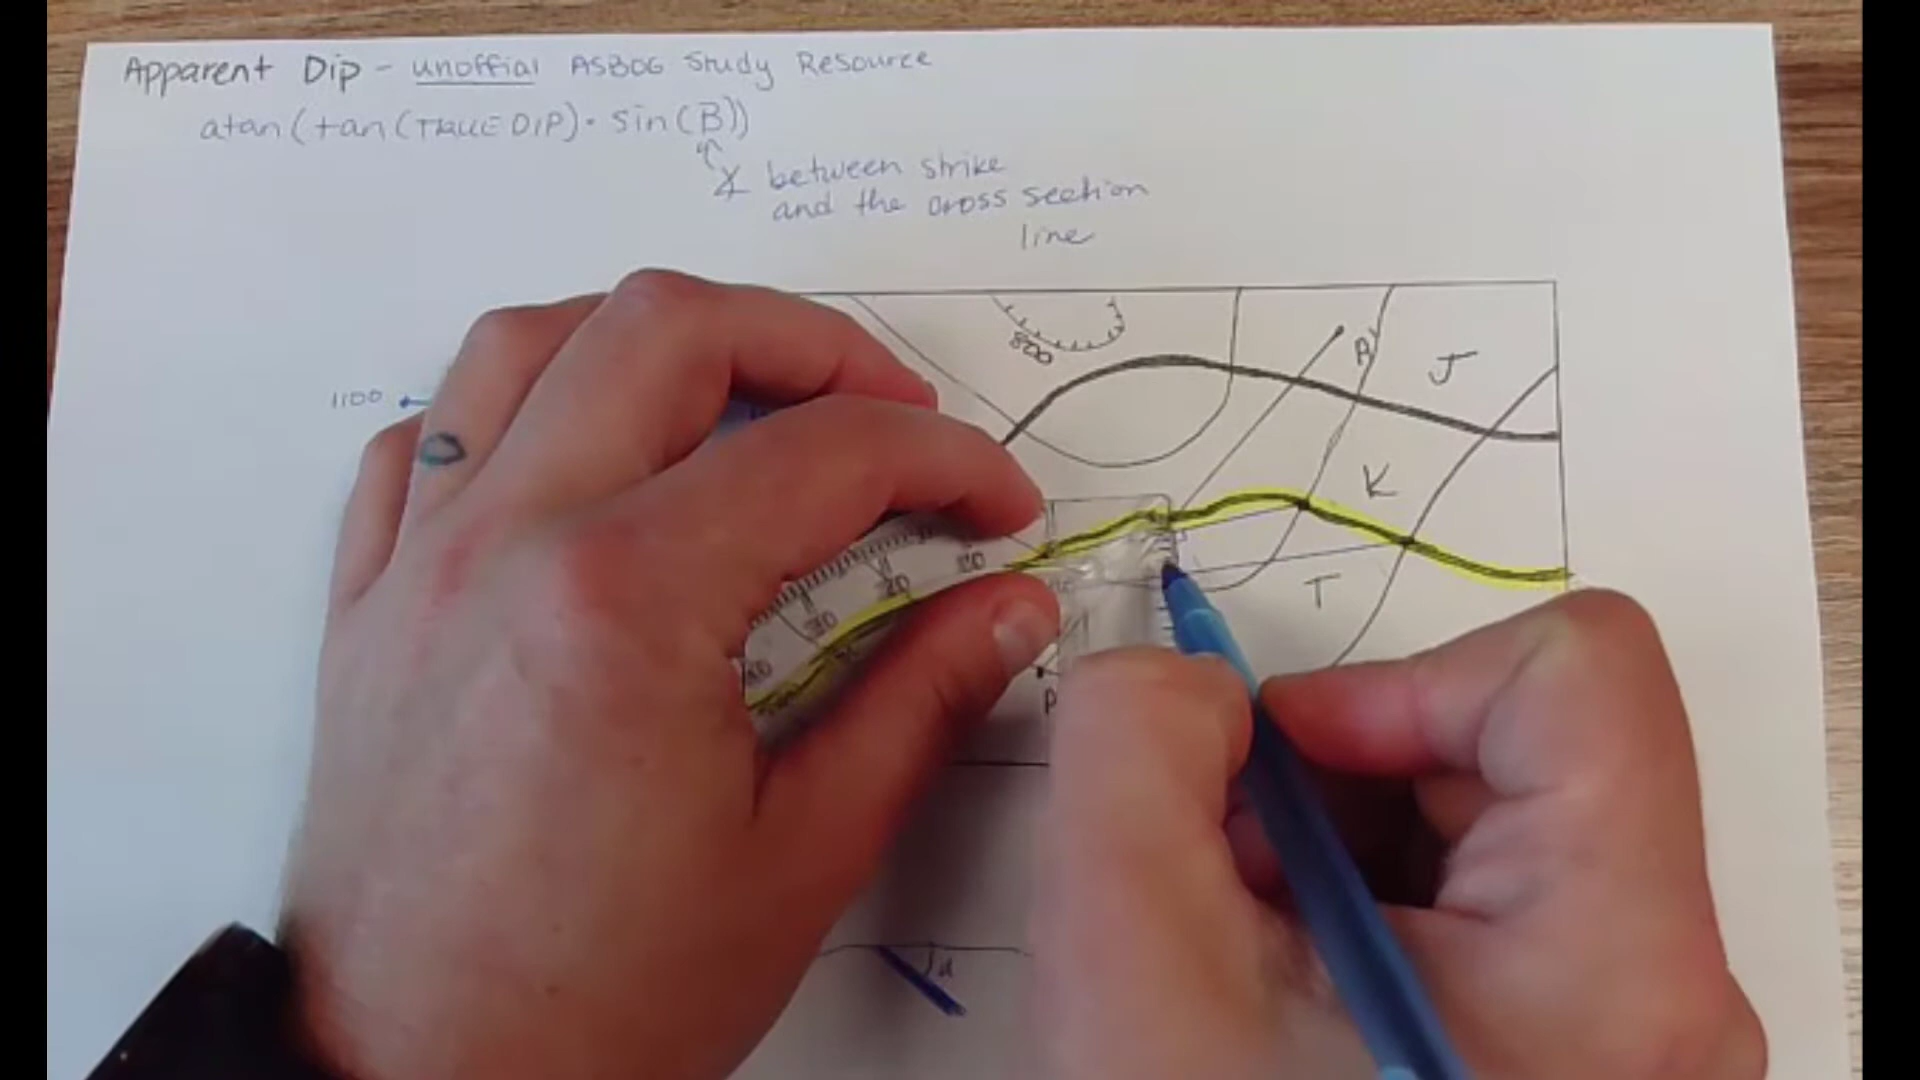 Apparent Dip - unoffial ASBOG Study Resource
atan(tan(TRUE DIP) · sin(B))
∡ between strike
and the cross section
line
800
A'
J
1100
K
T
A
α